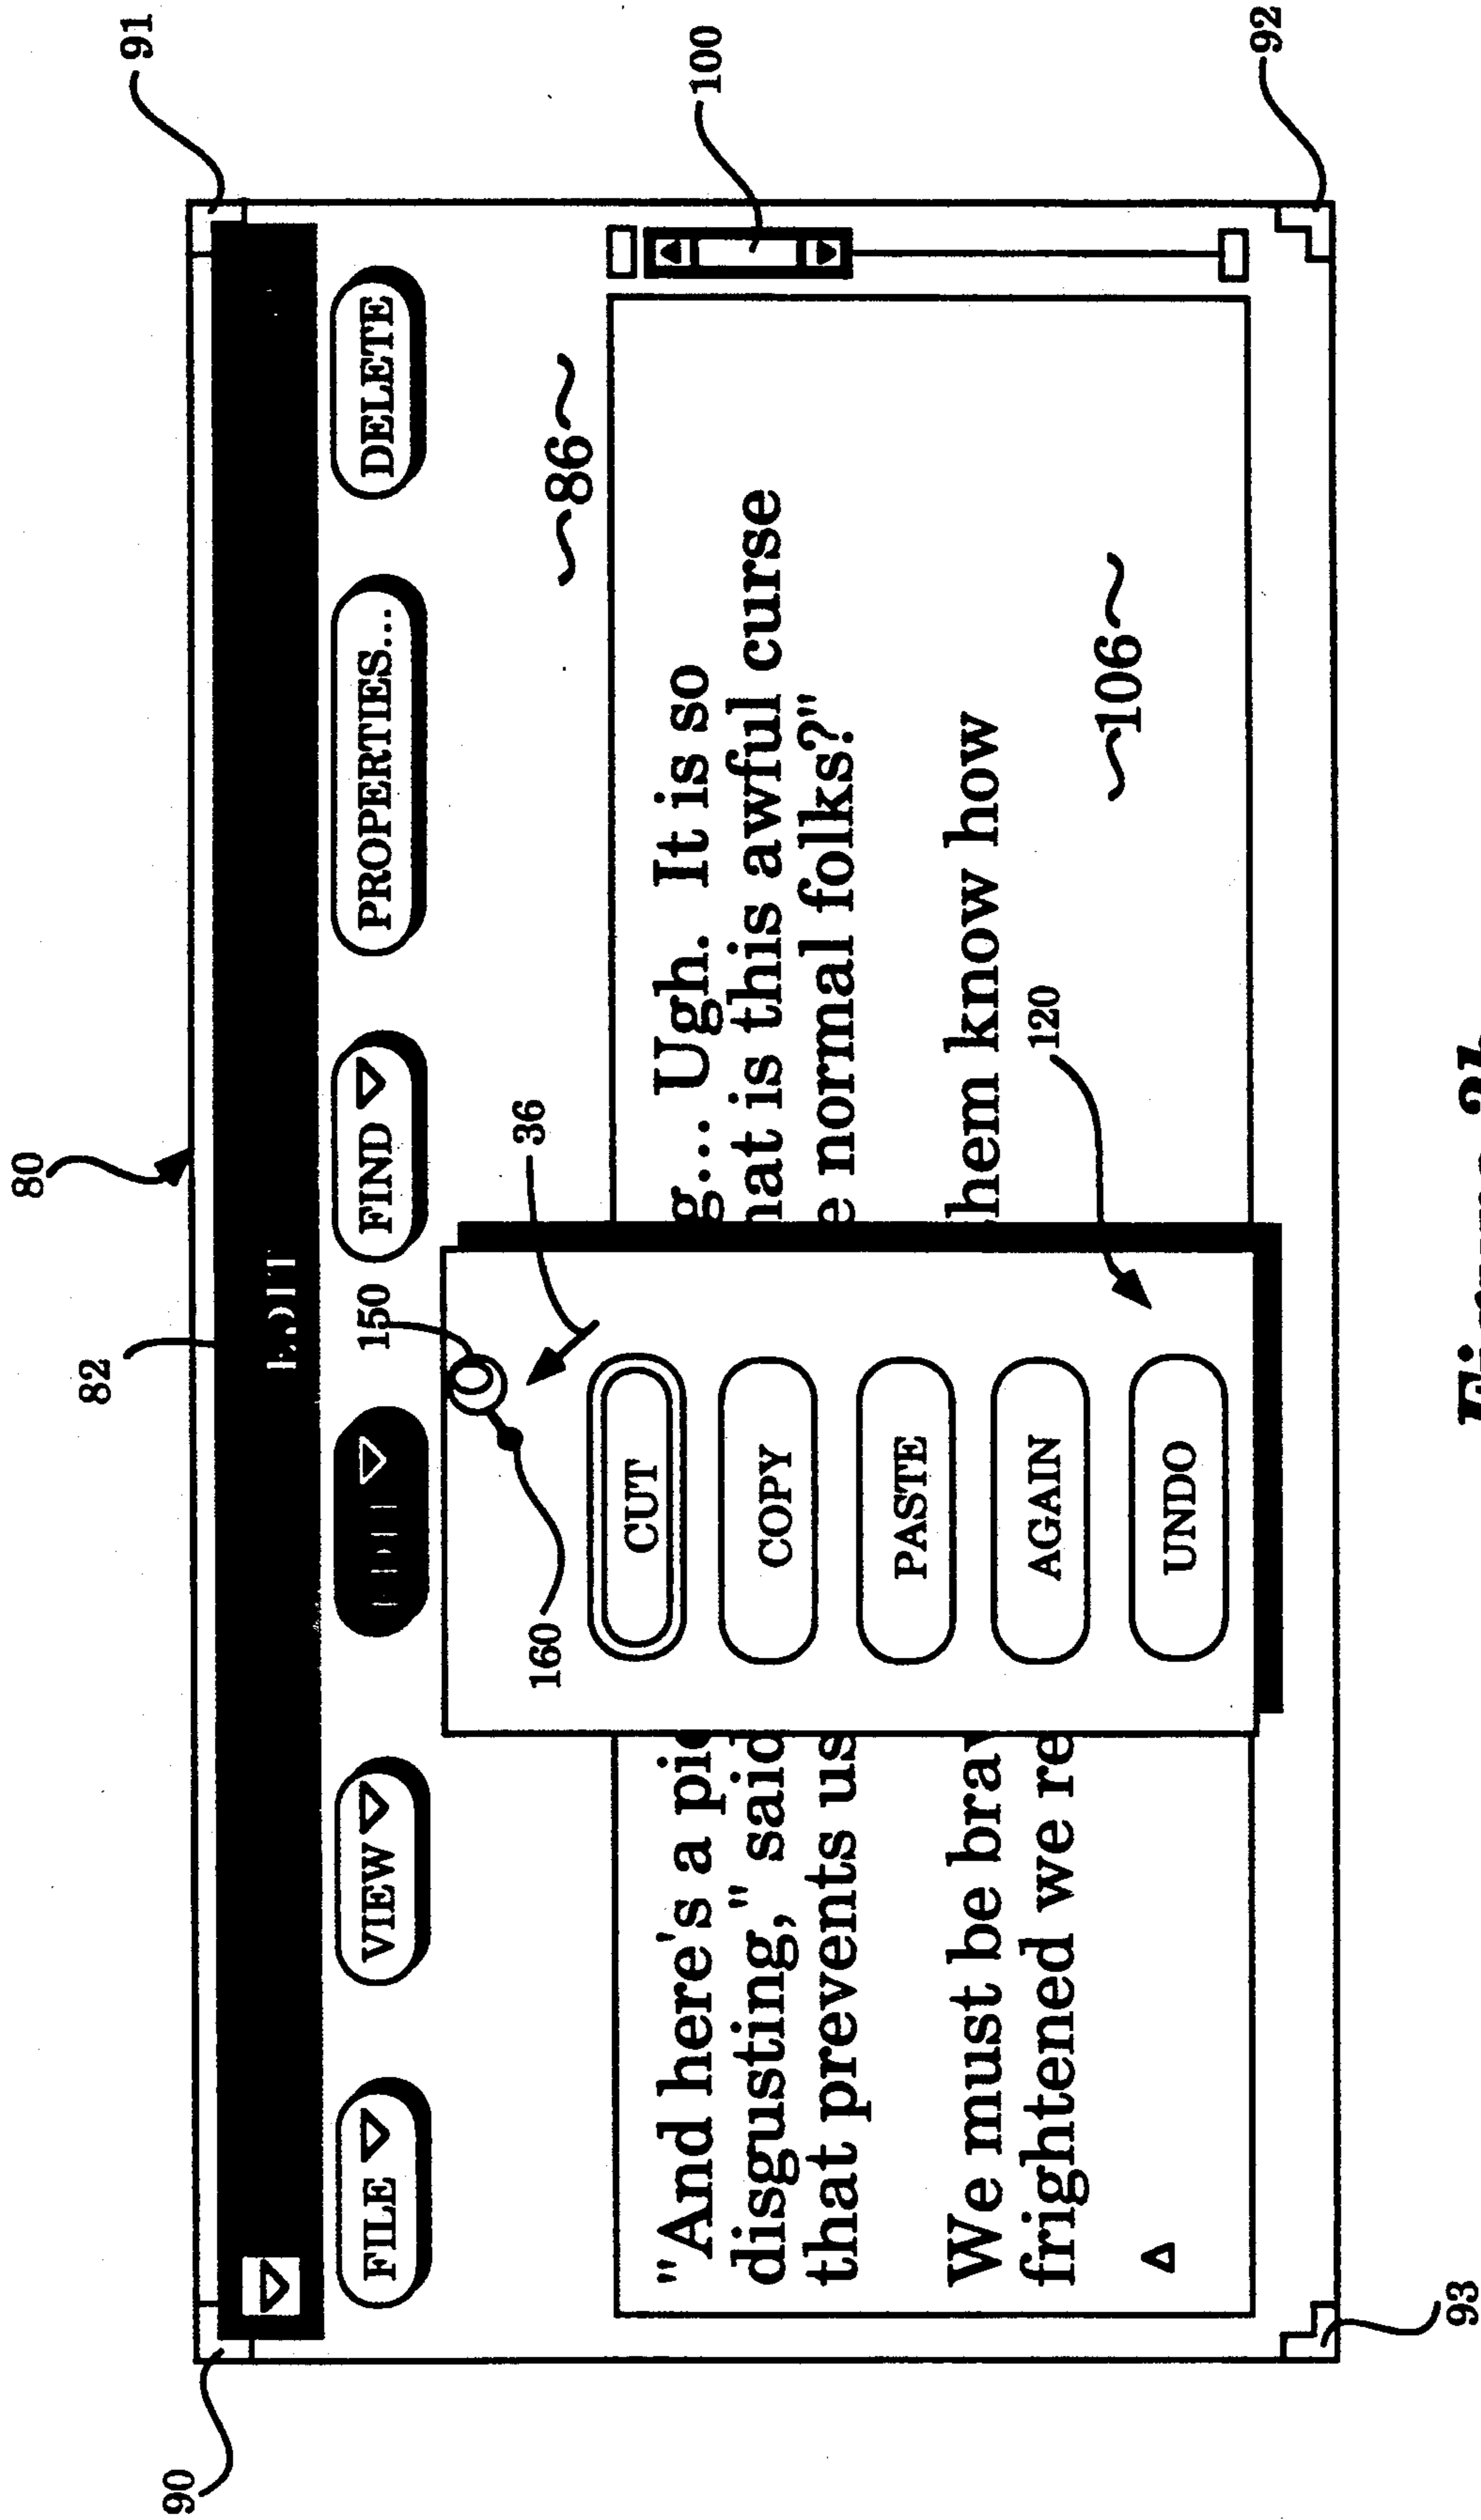 80
91
82
90
EDIT
FILE VIEW EDIT FIND PROPERTIES... DELETE
150
36
160
86
100
CUT
COPY
PASTE
AGAIN
UNDO
"And here's a pi g... Ugh. It is so
disgusting," said hat is this awful curse
that prevents us e normal folks?"
We must be bra hem know how
frightened we re
120
106
92
93